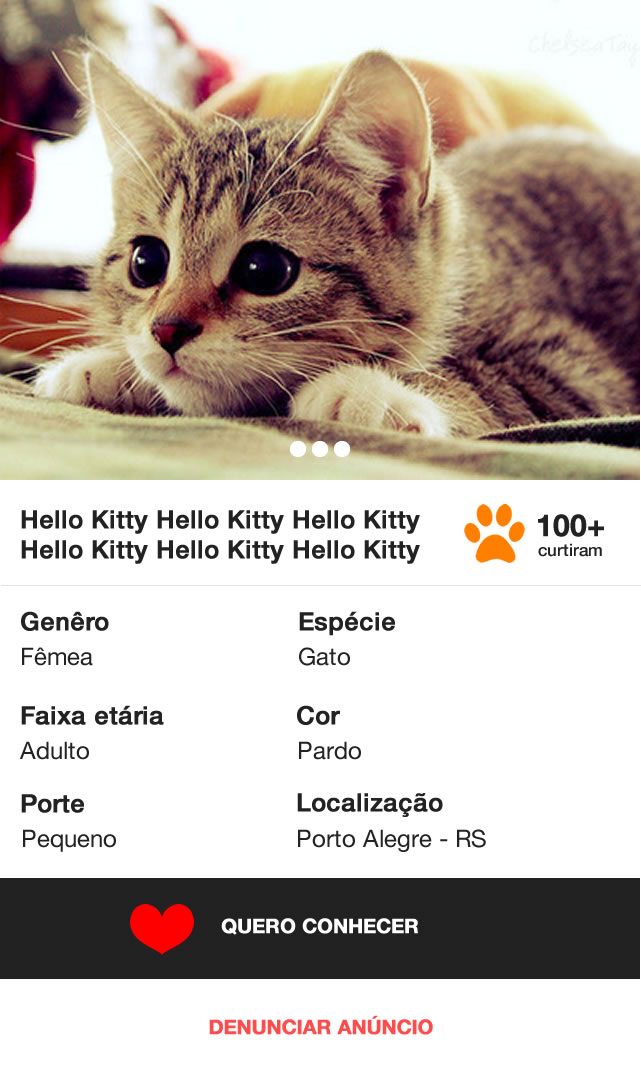 ChelseaTay
Hello Kitty Hello Kitty Hello Kitty
Hello Kitty Hello Kitty Hello Kitty
100+
curtiram
Genêro
Fêmea
Espécie
Gato
Faixa etária
Adulto
Cor
Pardo
Porte
Pequeno
Localização
Porto Alegre - RS
QUERO CONHECER
DENUNCIAR ANÚNCIO